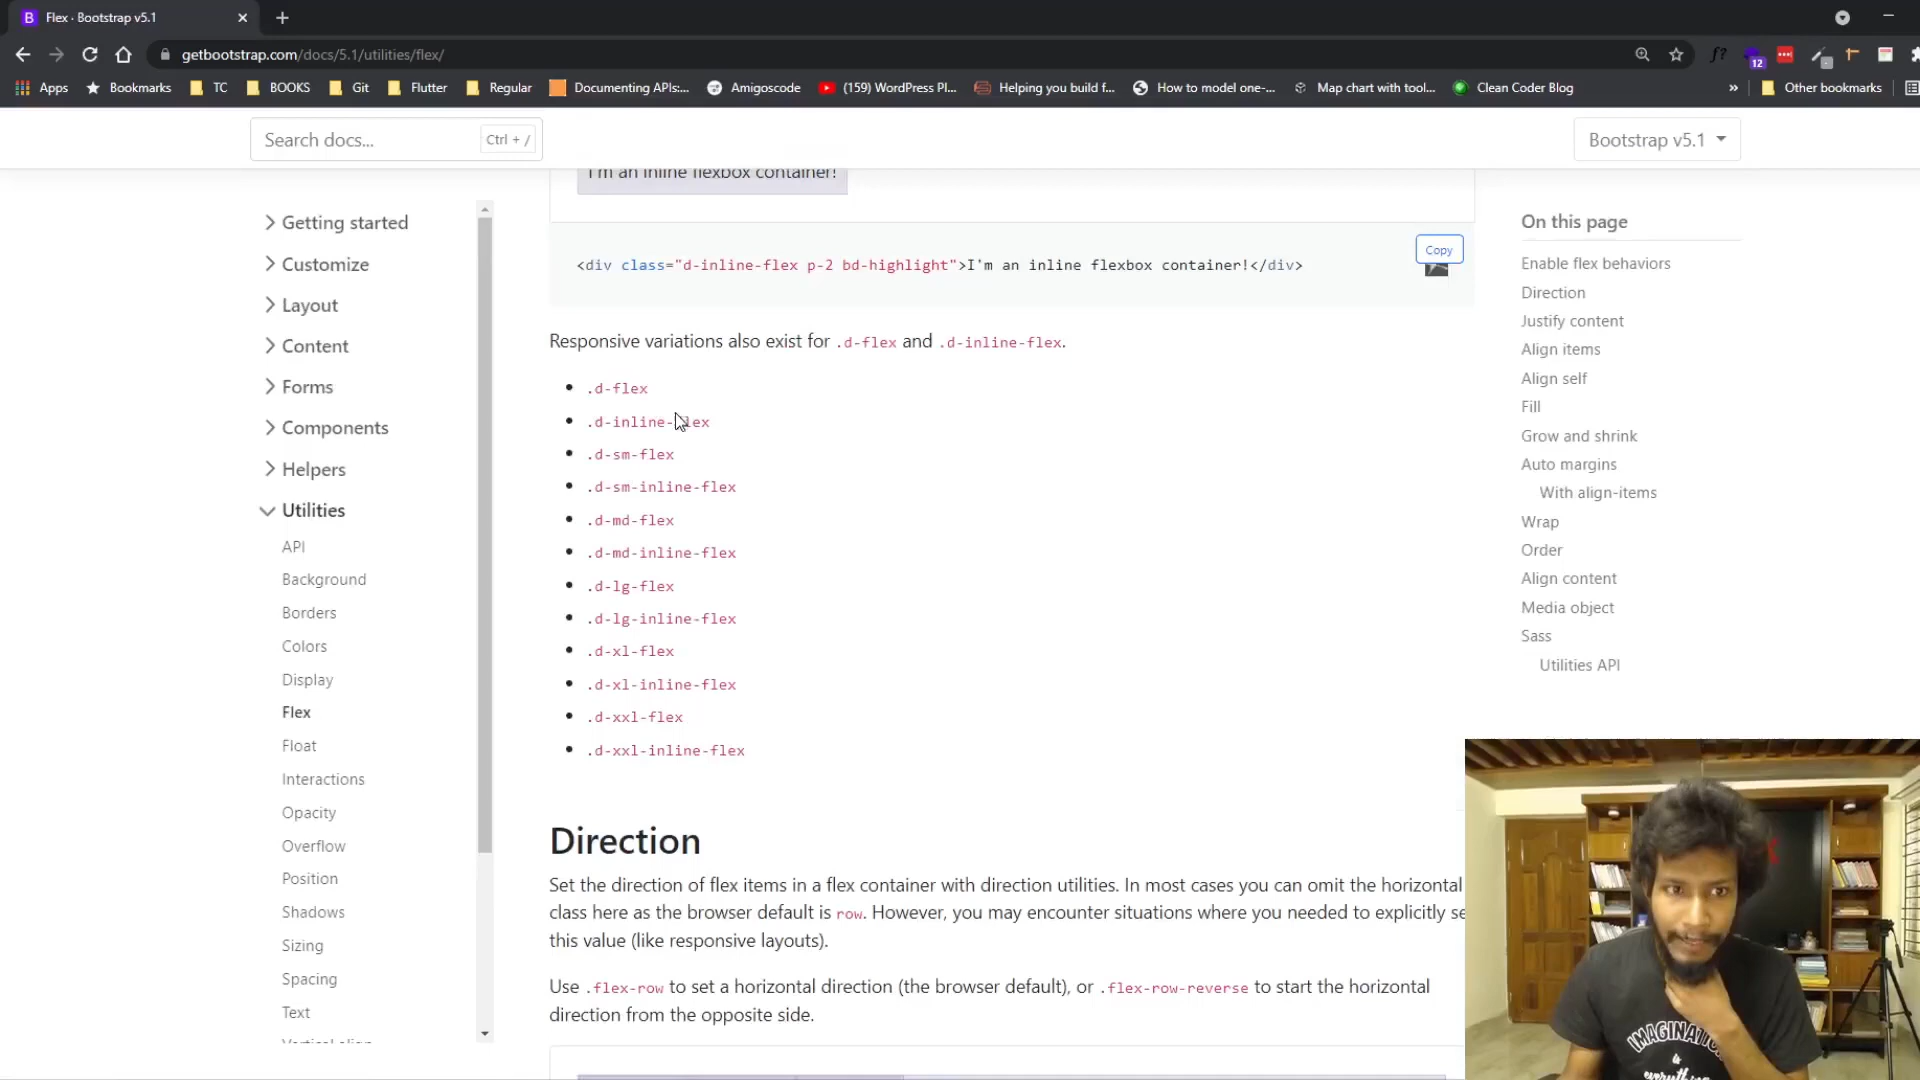 Flex · Bootstrap v5.1
getbootstrap.com/docs/5.1/utilities/flex/
12
Apps
Bookmarks
TC
BOOKS
Git
Flutter
Regular
Documenting APIs:...
Amigoscode
(159) WordPress Pl...
Helping you build f...
How to model one-...
Map chart with tool...
Clean Coder Blog
»
Other bookmarks
Search docs...
Ctrl + /
Bootstrap v5.1
Getting started
Customize
Layout
Content
Forms
Components
Helpers
Utilities
API
Background
Borders
Colors
Display
Flex
Float
Interactions
Opacity
Overflow
Position
Shadows
Sizing
Spacing
Text
Vertical align
I'm an inline flexbox container!
Copy
<div class="d-inline-flex p-2 bd-highlight">I'm an inline flexbox container!</div>
Responsive variations also exist for .d-flex and .d-inline-flex.
.d-flex
.d-inline-flex
.d-sm-flex
.d-sm-inline-flex
.d-md-flex
.d-md-inline-flex
.d-lg-flex
.d-lg-inline-flex
.d-xl-flex
.d-xl-inline-flex
.d-xxl-flex
.d-xxl-inline-flex
Direction
Set the direction of flex items in a flex container with direction utilities. In most cases you can omit the horizontal
class here as the browser default is row. However, you may encounter situations where you needed to explicitly se
this value (like responsive layouts).
Use .flex-row to set a horizontal direction (the browser default), or .flex-row-reverse to start the horizontal
direction from the opposite side.
On this page
Enable flex behaviors
Direction
Justify content
Align items
Align self
Fill
Grow and shrink
Auto margins
With align-items
Wrap
Order
Align content
Media object
Sass
Utilities API
is
everything